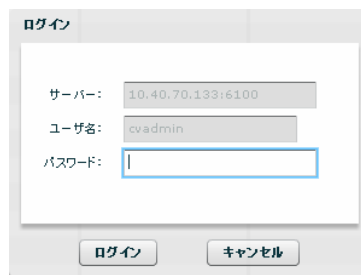 ログイン
サーバー: 10.40.70.133:6100
ユーザ名: cvadmin
パスワード:
ログイン キャンセル